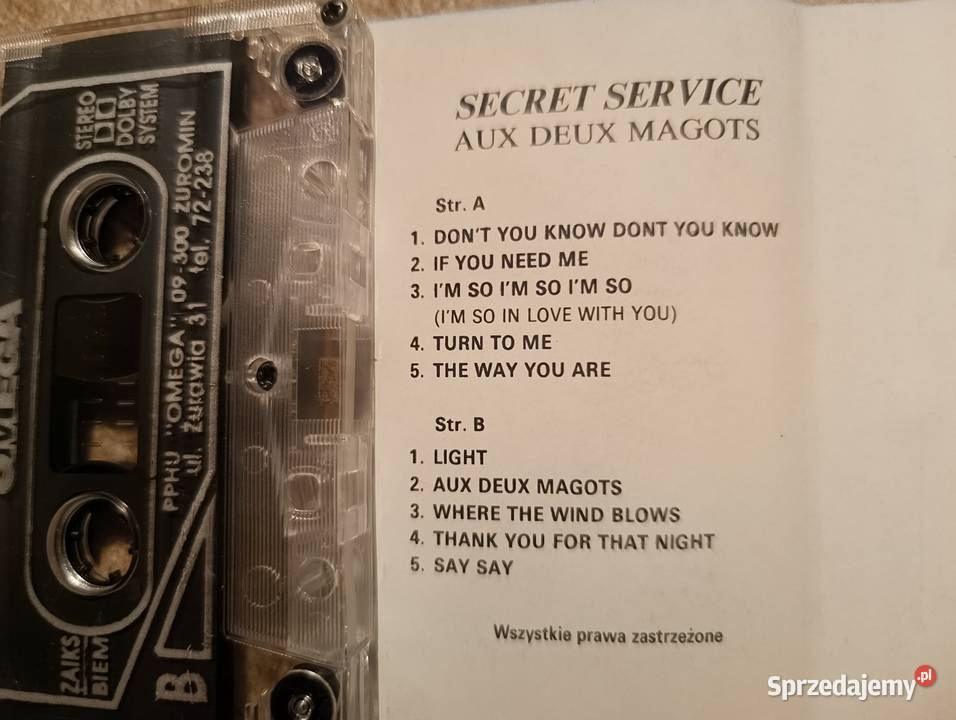 OMEGA
STEREO
DOLBY
SYSTEM
PPHU "OMEGA" 09-300 ŻUROMIN
ul. Żuławia 31 tel. 72-238
ZAIKS
BIEM
B
SECRET SERVICE
AUX DEUX MAGOTS
Str. A
1. DON'T YOU KNOW DONT YOU KNOW
2. IF YOU NEED ME
3. I'M SO I'M SO I'M SO
(I'M SO IN LOVE WITH YOU)
4. TURN TO ME
5. THE WAY YOU ARE
Str. B
1. LIGHT
2. AUX DEUX MAGOTS
3. WHERE THE WIND BLOWS
4. THANK YOU FOR THAT NIGHT
5. SAY SAY
Wszystkie prawa zastrzeżone
Sprzedajemy.pl